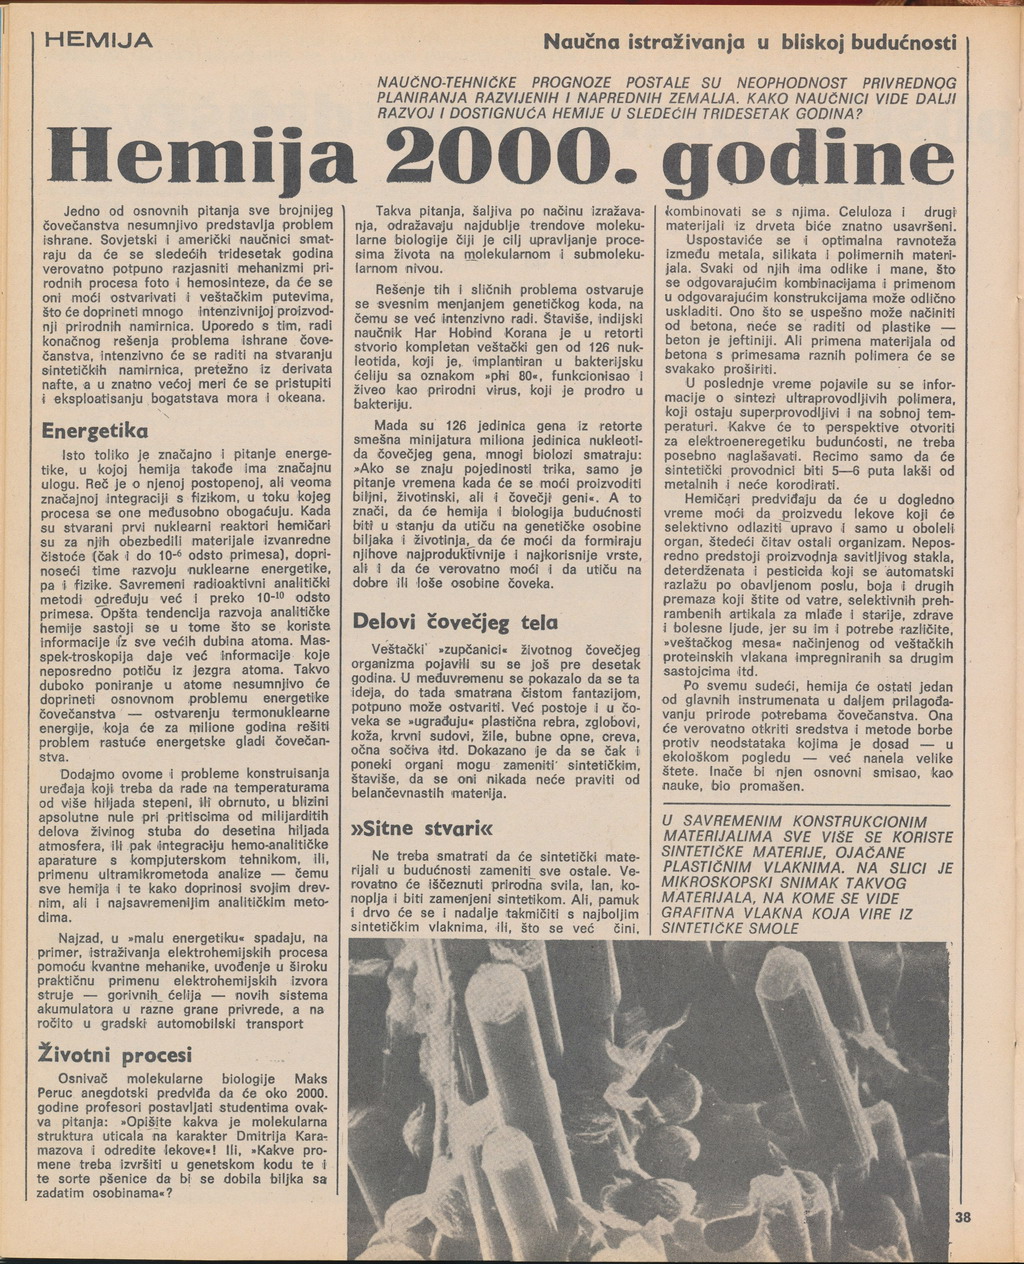 HEMIJA
Naučna istraživanja u bliskoj budućnosti
NAUČNO-TEHNIČKE PROGNOZE POSTALE SU NEOPHODNOST PRIVREDNOG
PLANIRANJA RAZVIJENIH I NAPREDNIH ZEMALJA. KAKO NAUČNICI VIDE DALJI
RAZVOJ I DOSTIGNUĆA HEMIJE U SLEDEĆIH TRIDESETAK GODINA?
Hemija 2000. godine
Jedno od osnovnih pitanja sve brojnijeg
čovečanstva nesumnjivo predstavlja problem
ishrane. Sovjetski i američki naučnici smat-
raju da će se sledećih tridesetak godina
verovatno potpuno razjasniti mehanizmi pri-
rodnih procesa foto i hemosinteze, da će se
oni moći ostvarivati i veštačkim putevima,
što će doprineti mnogo intenzivnijoj proizvod-
nji prirodnih namirnica. Uporedo s tim, radi
konačnog rešenja problema ishrane čove-
čanstva, intenzivno će se raditi na stvaranju
sintetičkih namirnica, pretežno iz derivata
nafte, a u znatno većoj meri će se pristupiti
i eksploatisanju bogatstava mora i okeana.
Energetika
Isto toliko je značajno i pitanje energe-
tike, u kojoj hemija takođe ima značajnu
ulogu. Reč je o njenoj postopenoj, ali veoma
značajnoj integraciji s fizikom, u toku kojeg
procesa se one međusobno obogaćuju. Kada
su stvarani prvi nuklearni reaktori hemičari
su za njih obezbedili materijale izvanredne
čistoće (čak i do 10-⁶ odsto primesa), dopri-
noseći time razvoju nuklearne energetike,
pa i fizike. Savremeni radioaktivni analitički
metodi određuju već i preko 10-¹⁰ odsto
primesa. Opšta tendencija razvoja analitičke
hemije sastoji se u tome što se koriste
informacije iz sve većih dubina atoma. Mas-
spek-troskopija daje već informacije koje
neposredno potiču iz jezgra atoma. Takvo
duboko poniranje u atome nesumnjivo će
doprineti osnovnom problemu energetike
čovečanstva — ostvarenju termonuklearne
energije, koja će za milione godina rešiti
problem rastuće energetske gladi čovečan-
stva.
Dodajmo ovome i probleme konstruisanja
uređaja koji treba da rade na temperaturama
od više hiljada stepeni, ili obrnuto, u blizini
apsolutne nule pri pritiscima od milijarditih
delova živinog stuba do desetina hiljada
atmosfera, ili pak integraciju hemo-analitičke
aparature s kompjuterskom tehnikom, ili,
primenu ultramikrometoda analize — čemu
sve hemija i te kako doprinosi svojim drev-
nim, ali i najsavremenijim analitičkim meto-
dima.
Najzad, u »malu energetiku« spadaju, na
primer, istraživanja elektrohemijskih procesa
pomoću kvantne mehanike, uvođenje u široku
praktičnu primenu elektrohemijskih izvora
struje — gorivnih ćelija — novih sistema
akumulatora u razne grane privrede, a na
ročito u gradski automobilski transport
Životni procesi
Osnivač molekularne biologije Maks
Peruc anegdotski predviđa da će oko 2000.
godine profesori postavljati studentima ovak-
va pitanja: »Opišite kakva je molekularna
struktura uticala na karakter Dmitrija Kara-
mazova i odredite lekove«! Ili, »Kakve pro-
mene treba izvršiti u genetskom kodu te i
te sorte pšenice da bi se dobila biljka sa
zadatim osobinama«?
Takva pitanja, šaljiva po načinu izražava-
nja, odražavaju najdublje trendove moleku-
larne biologije čiji je cilj upravljanje proce-
sima života na molekularnom i submoleku-
larnom nivou.
Rešenje tih i sličnih problema ostvaruje
se svesnim menjanjem genetičkog koda, na
čemu se već intenzivno radi. Štaviše, indijski
naučnik Har Hobind Korana je u retorti
stvorio kompletan veštački gen od 126 nuk-
leotida, koji je, implantiran u bakterijsku
ćeliju sa oznakom »phi 80«, funkcionisao i
živeo kao prirodni virus, koji je prodro u
bakteriju.
Mada su 126 jedinica gena iz retorte
smešna minijatura miliona jedinica nukleoti-
da čovečjeg gena, mnogi biolozi smatraju:
»Ako se znaju pojedinosti trika, samo je
pitanje vremena kada će se moći proizvoditi
biljni, životinski, ali i čovečji geni«. A to
znači, da će hemija i biologija budućnosti
biti u stanju da utiču na genetičke osobine
biljaka i životinja, da će moći da formiraju
njihove najproduktivnije i najkorisnije vrste,
ali i da će verovatno moći i da utiču na
dobre ili loše osobine čoveka.
Delovi čovečjeg tela
Veštački »zupčanici« životnog čovečjeg
organizma pojavili su se još pre desetak
godina. U međuvremenu se pokazalo da se ta
ideja, do tada smatrana čistom fantazijom,
potpuno može ostvariti. Već postoje i u čo-
veka se »ugrađuju« plastična rebra, zglobovi,
koža, krvni sudovi, žile, bubne opne, creva,
očna sočiva itd. Dokazano je da se čak i
poneki organi mogu zameniti sintetičkim,
štaviše, da se oni nikada neće praviti od
belančevnastih materija.
»Sitne stvari«
Ne treba smatrati da će sintetički mate-
rijali u budućnosti zameniti sve ostale. Ve-
rovatno će iščeznuti prirodna svila, lan, ko-
noplja i biti zamenjeni sintetikom. Ali, pamuk
i drvo će se i nadalje takmičiti s najboljim
sintetičkim vlaknima, ili, što se već čini,
kombinovati se s njima. Celuloza i drugi
materijali iz drveta biće znatno usavršeni.
Uspostaviće se i optimalna ravnoteža
između metala, silikata i polimernih materi-
jala. Svaki od njih ima odlike i mane, što
se odgovarajućim kombinacijama i primenom
u odgovarajućim konstrukcijama može odlično
uskladiti. Ono što se uspešno može načiniti
od betona, neće se raditi od plastike —
beton je jeftiniji. Ali primena materijala od
betona s primesama raznih polimera će se
svakako proširiti.
U poslednje vreme pojavile su se infor-
macije o sintezi ultraprovodljivih polimera,
koji ostaju superprovodljivi i na sobnoj tem-
peraturi. Kakve će to perspektive otvoriti
za elektroeneregetiku budunćosti, ne treba
posebno naglašavati. Recimo samo da će
sintetički provodnici biti 5—6 puta lakši od
metalnih i neće korodirati.
Hemičari predviđaju da će u dogledno
vreme moći da proizvedu lekove koji će
selektivno odlaziti upravo i samo u oboleli
organ, štedeći čitav ostali organizam. Nepos-
redno predstoji proizvodnja savitljivog stakla,
deterdženata i pesticida koji se automatski
razlažu po obavljenom poslu, boja i drugih
premaza koji štite od vatre, selektivnih preh-
rambenih artikala za mlade i starije, zdrave
i bolesne ljude, jer su im i potrebe različite,
»veštačkog mesa« načinjenog od veštačkih
proteinskih vlakana impregniranih sa drugim
sastojcima itd.
Po svemu sudeći, hemija će ostati jedan
od glavnih instrumenata u daljem prilagođa-
vanju prirode potrebama čovečanstva. Ona
će verovatno otkriti sredstva i metode borbe
protiv neodstataka kojima je dosad — u
ekološkom pogledu — već nanela velike
štete. Inače bi njen osnovni smisao, kao
nauke, bio promašen.
U SAVREMENIM KONSTRUKCIONIM
MATERIJALIMA SVE VIŠE SE KORISTE
SINTETIČKE MATERIJE, OJAČANE
PLASTIČNIM VLAKNIMA. NA SLICI JE
MIKROSKOPSKI SNIMAK TAKVOG
MATERIJALA, NA KOME SE VIDE
GRAFITNA VLAKNA KOJA VIRE IZ
SINTETIČKE SMOLE
38